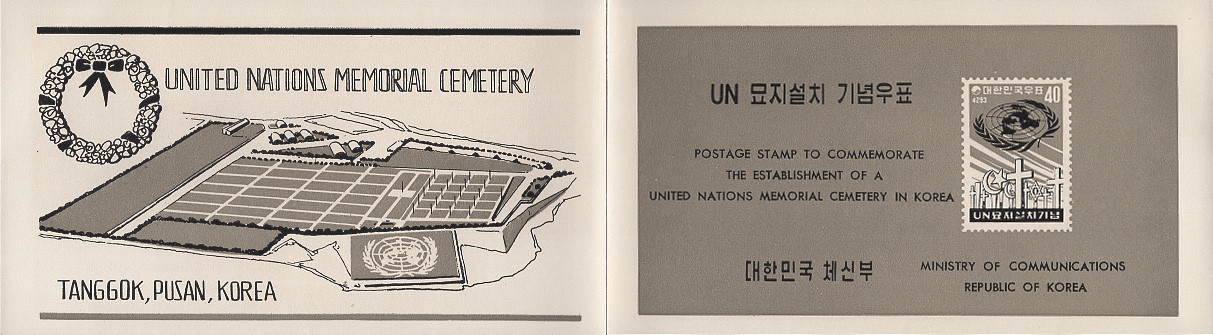 UNITED NATIONS MEMORIAL CEMETERY
TANGGOK, PUSAN, KOREA
UN 묘지설치 기념우표
POSTAGE STAMP TO COMMEMORATE
THE ESTABLISHMENT OF A
UNITED NATIONS MEMORIAL CEMETERY IN KOREA
대한민국 체신부
MINISTRY OF COMMUNICATIONS
REPUBLIC OF KOREA
대한민국우표 40
4293
UN묘지설치기념